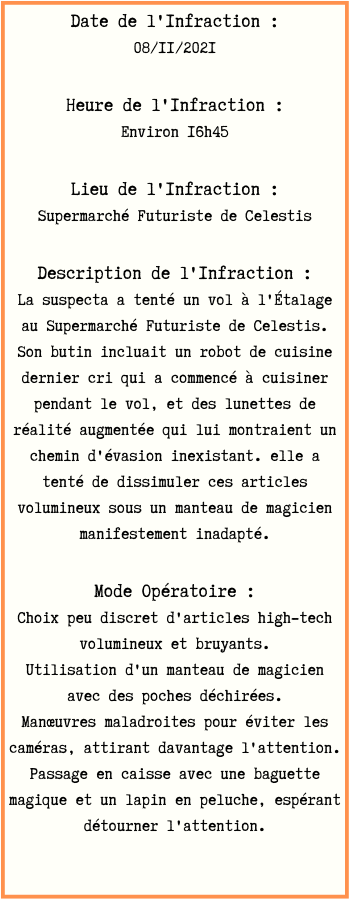 Date de l'Infraction :
08/II/202I
Heure de l'Infraction :
Environ I6h45
Lieu de l'Infraction :
Supermarché Futuriste de Celestis
Description de l'Infraction :
La suspecta a tenté un vol à l'Étalage
au Supermarché Futuriste de Celestis.
Son butin incluait un robot de cuisine
dernier cri qui a commencé à cuisiner
pendant le vol, et des lunettes de
réalité augmentée qui lui montraient un
chemin d'évasion inexistant. elle a
tenté de dissimuler ces articles
volumineux sous un manteau de magicien
manifestement inadapté.
Mode Opératoire :
Choix peu discret d'articles high-tech
volumineux et bruyants.
Utilisation d'un manteau de magicien
avec des poches déchirées.
Manœuvres maladroites pour éviter les
caméras, attirant davantage l'attention.
Passage en caisse avec une baguette
magique et un lapin en peluche, espérant
détourner l'attention.